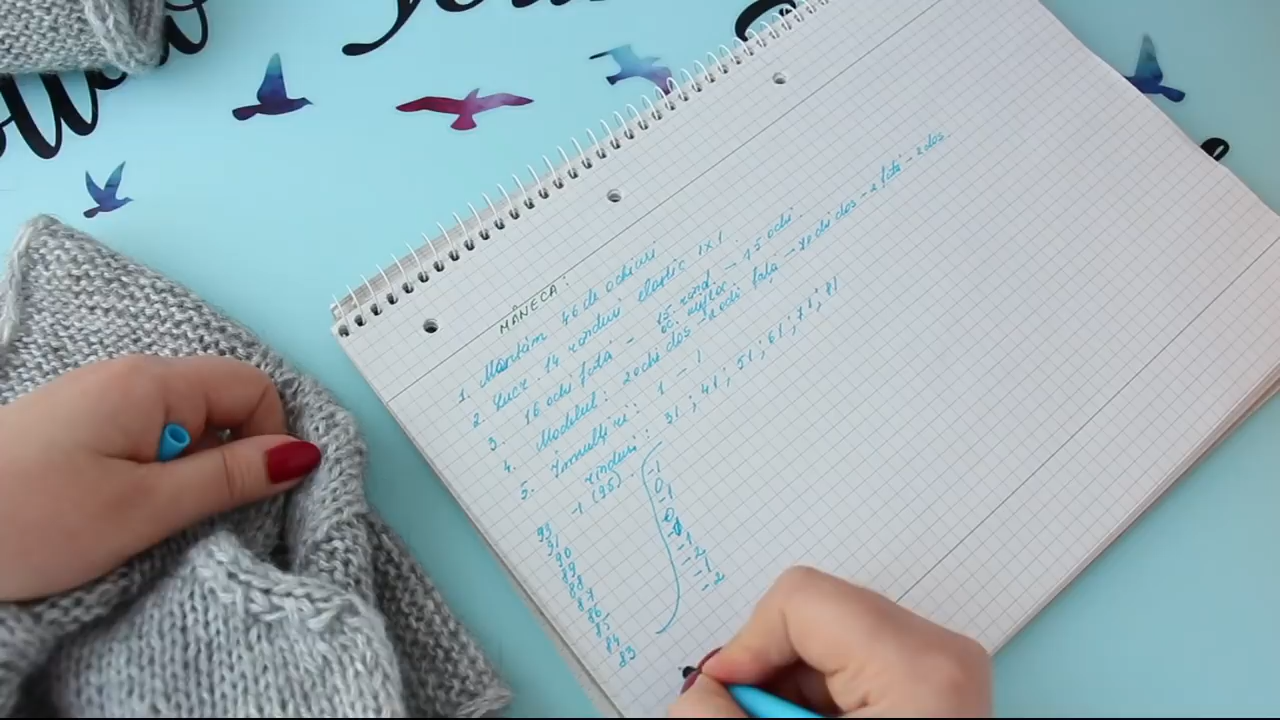 MÂNECA:
1. Montăm 46 de ochiuri
2. Lucr. 14 rânduri elastic 1x1.
3. 16 ochi față - 15 ochi.
4. Modelul: 2 ochi dos - 2 ochi față - 2 ochi dos - 2 față - 2 dos.
5. Înmulțiri: 1 - 1
rânduri: 31; 41; 51; 61; 71; 81
-1 (95).
93 -1
91 0
90 -1
89 0
88
87 -1
86 -2
85 -1
84 -2
83